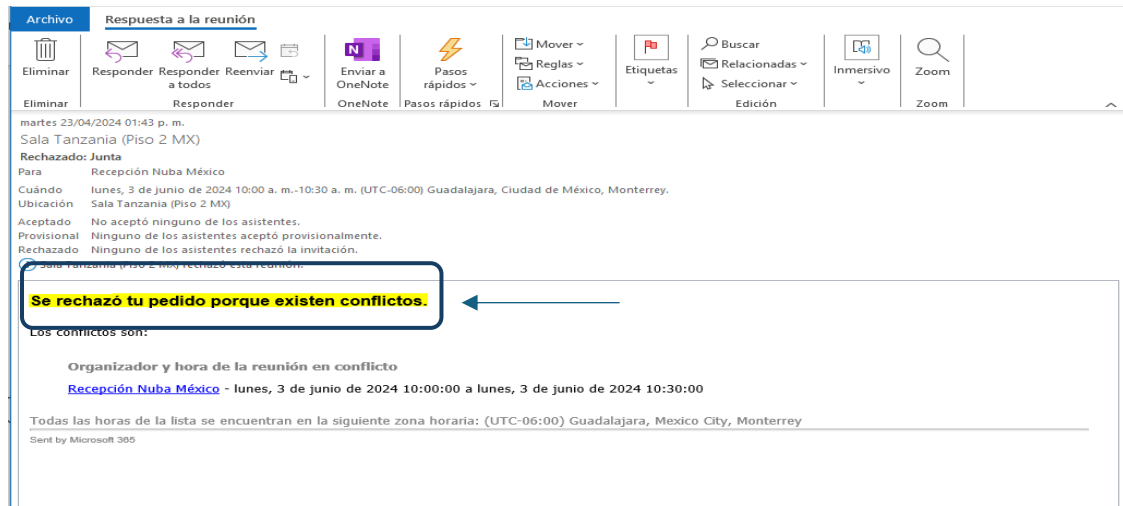 Archivo Respuesta a la reunión
Eliminar Responder Responder a todos Reenviar Enviar a OneNote Pasos rápidos Mover Reglas Acciones Etiquetas Buscar Relacionadas Seleccionar Inmersivo Zoom
Eliminar Responder OneNote Pasos rápidos Mover Edición Zoom
martes 23/04/2024 01:43 p. m.
Sala Tanzania (Piso 2 MX)
Rechazado: Junta
Para Recepción Nuba México
Cuándo lunes, 3 de junio de 2024 10:00 a. m.-10:30 a. m. (UTC-06:00) Guadalajara, Ciudad de México, Monterrey.
Ubicación Sala Tanzania (Piso 2 MX)
Aceptado No aceptó ninguno de los asistentes.
Provisional Ninguno de los asistentes aceptó provisionalmente.
Rechazado Ninguno de los asistentes rechazó la invitación.
Sala Tanzania (Piso 2 MX) rechazó esta reunión.
Se rechazó tu pedido porque existen conflictos.
Los conflictos son:
Organizador y hora de la reunión en conflicto
Recepción Nuba México - lunes, 3 de junio de 2024 10:00:00 a lunes, 3 de junio de 2024 10:30:00
Todas las horas de la lista se encuentran en la siguiente zona horaria: (UTC-06:00) Guadalajara, Mexico City, Monterrey
Sent by Microsoft 365